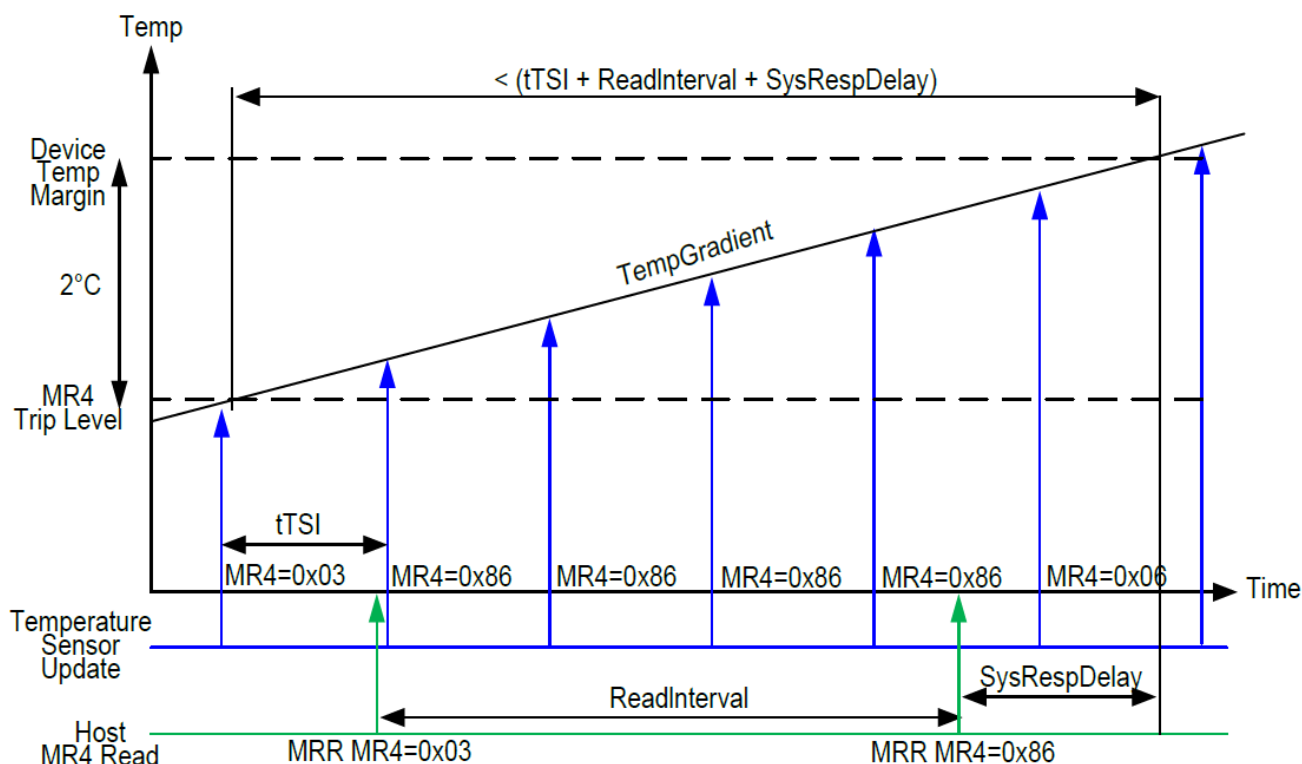 Temp
< (tTSI + ReadInterval + SysRespDelay)
Device
Temp
Margin
TempGradient
2°C
MR4
Trip Level
tTSI
MR4=0x03
MR4=0x86
MR4=0x86
MR4=0x86
MR4=0x86
MR4=0x06
Time
Temperature
Sensor
Update
SysRespDelay
ReadInterval
Host
MR4 Read
MRR MR4=0x03
MRR MR4=0x86